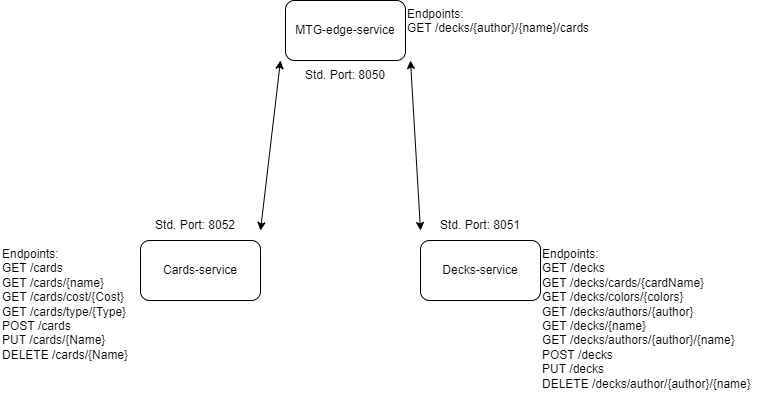 MTG-edge-service
Endpoints:
GET /decks/{author}/{name}/cards
Std. Port: 8050
Std. Port: 8052
Cards-service
Endpoints:
GET /cards
GET /cards/{name}
GET /cards/cost/{Cost}
GET /cards/type/{Type}
POST /cards
PUT /cards/{Name}
DELETE /cards/{Name}
Std. Port: 8051
Decks-service
Endpoints:
GET /decks
GET /decks/cards/{cardName}
GET /decks/colors/{colors}
GET /decks/authors/{author}
GET /decks/{name}
GET /decks/authors/{author}/{name}
POST /decks
PUT /decks
DELETE /decks/author/{author}/{name}